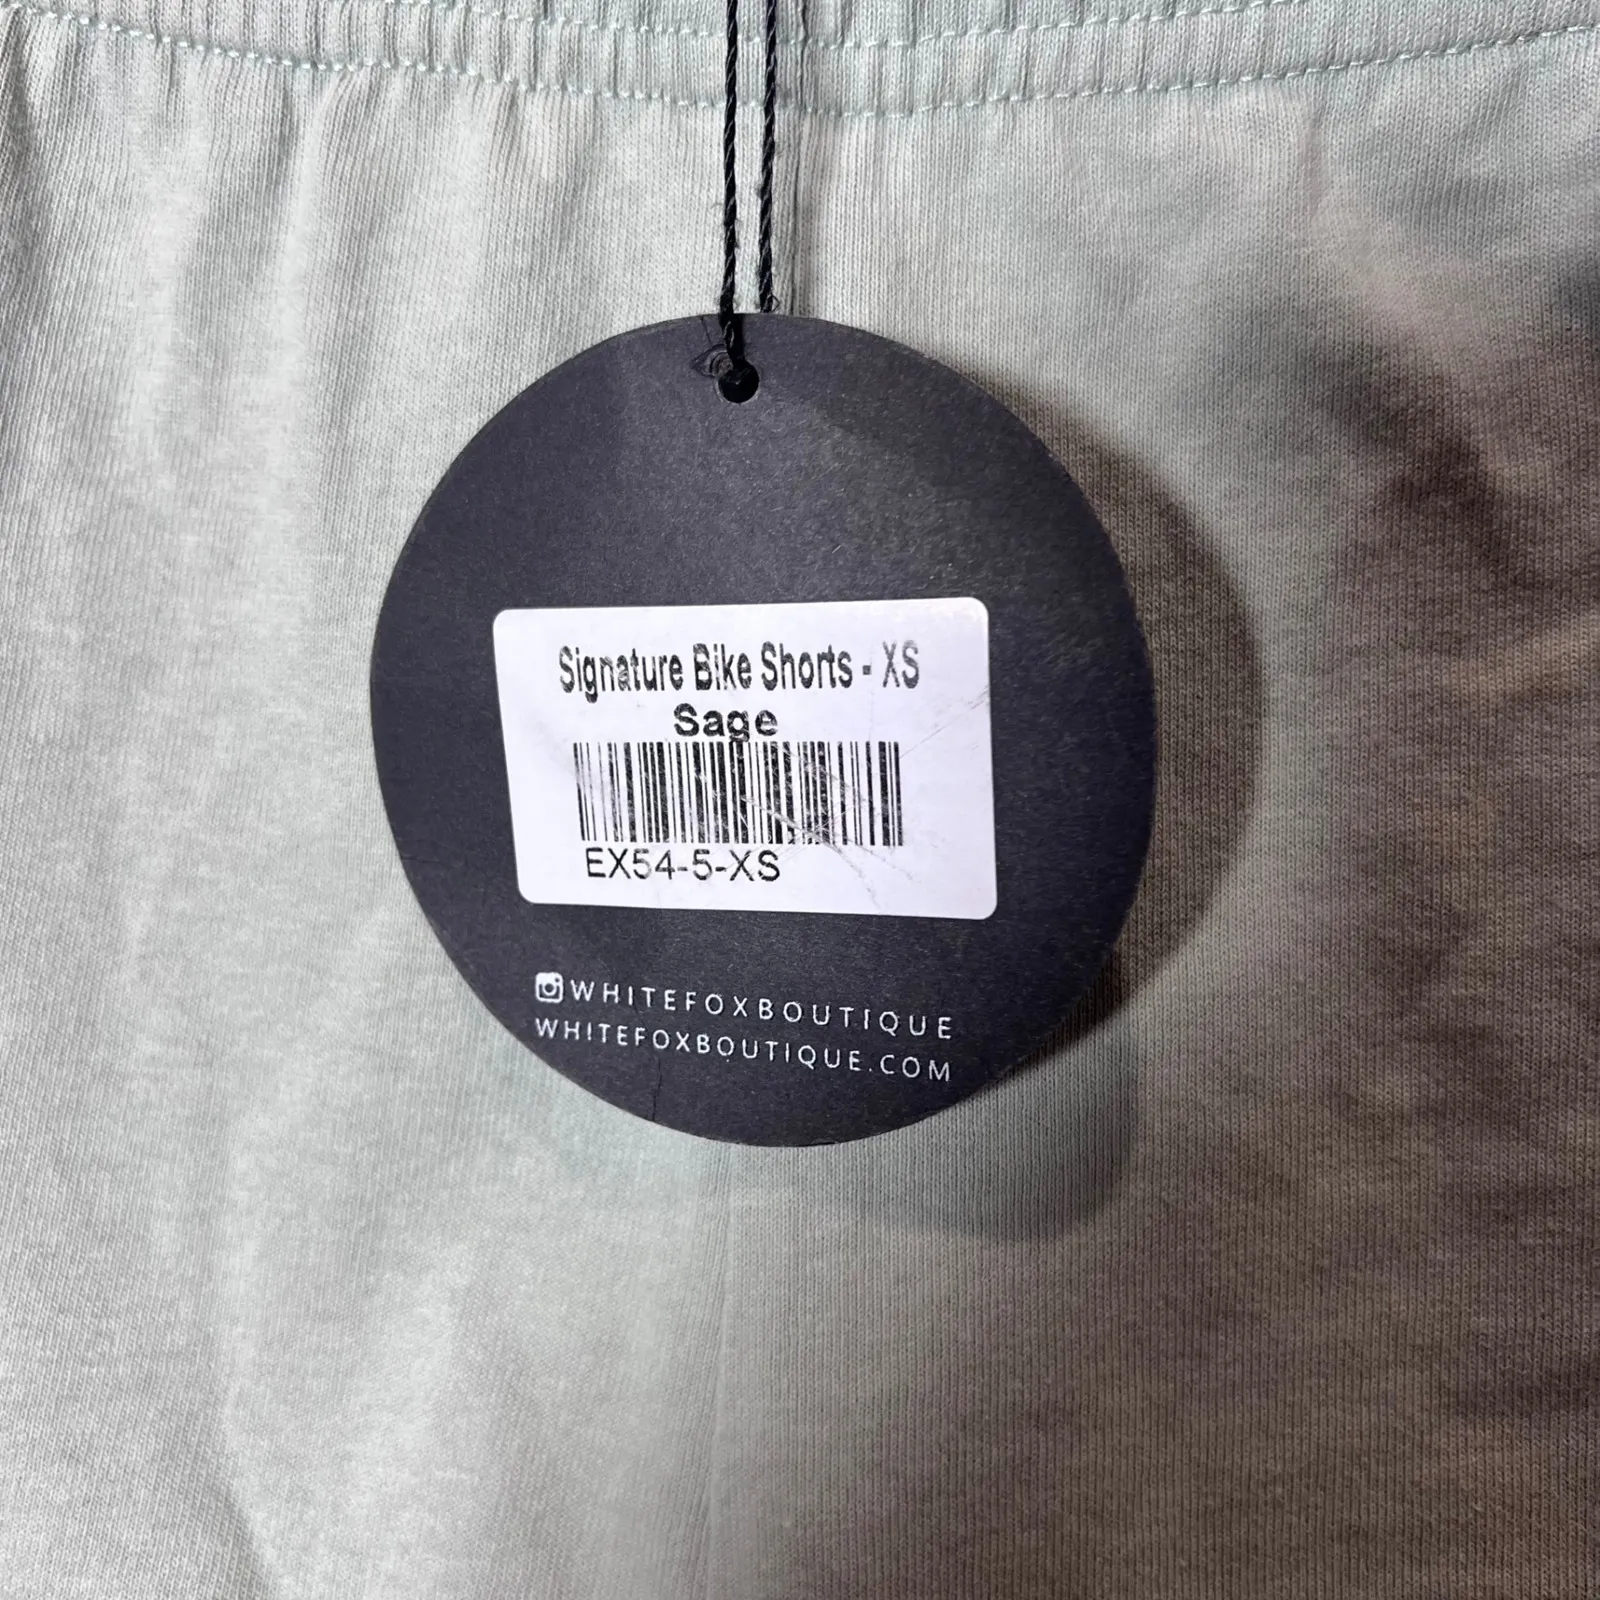 Signature Bike Shorts - XS
Sage
EX54-5-XS
WHITEFOXBOUTIQUE
WHITEFOXBOUTIQUE.COM